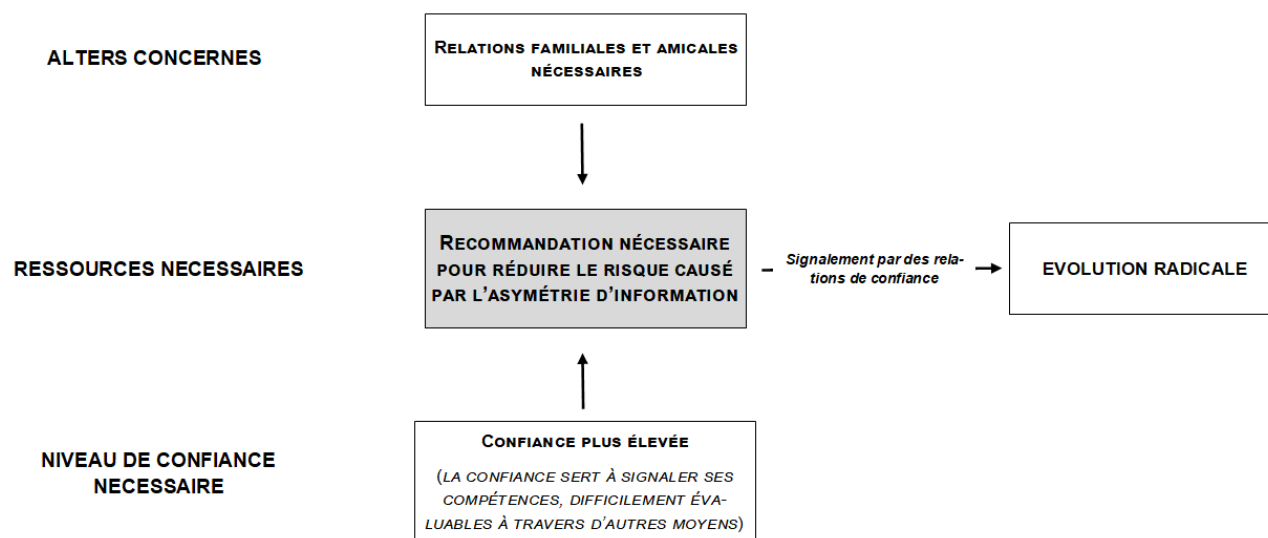 ALTERS CONCERNES
RELATIONS FAMILIALES ET AMICALES
NÉCESSAIRES
RESSOURCES NECESSAIRES
RECOMMANDATION NÉCESSAIRE
POUR RÉDUIRE LE RISQUE CAUSÉ
PAR L'ASYMÉTRIE D'INFORMATION
Signalement par des rela-
tions de confiance
EVOLUTION RADICALE
NIVEAU DE CONFIANCE
NECESSAIRE
CONFIANCE PLUS ÉLEVÉE
(LA CONFIANCE SERT À SIGNALER SES
COMPÉTENCES, DIFFICILEMENT ÉVA-
LUABLES À TRAVERS D'AUTRES MOYENS)